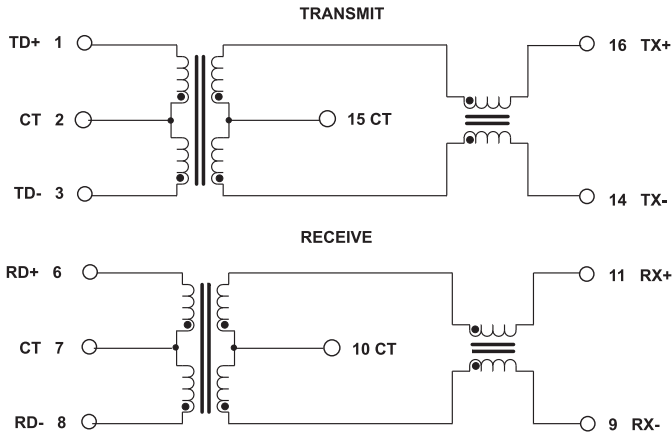 TRANSMIT
TD+ 1
16 TX+
CT 2
15 CT
TD- 3
14 TX-
RECEIVE
RD+ 6
11 RX+
CT 7
10 CT
RD- 8
9 RX-